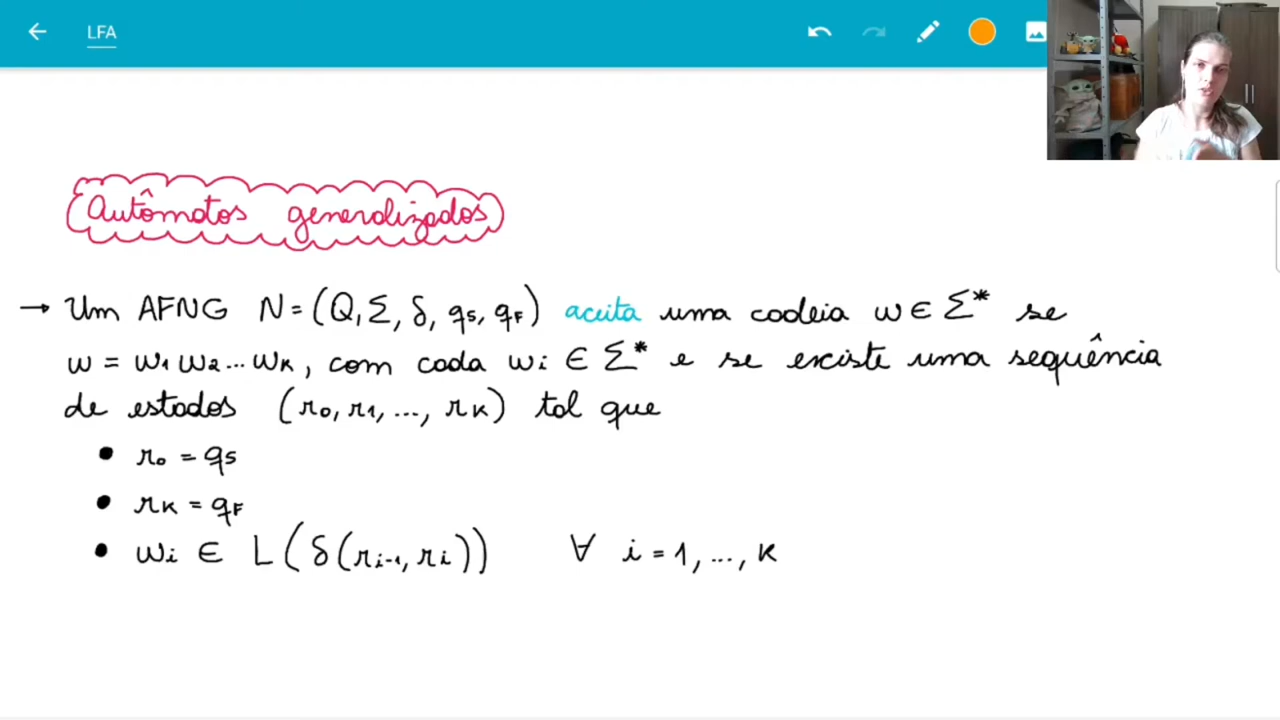 LFA
Autômatos generalizados
→ Um AFNG N = (Q, Σ, δ, qs, qF) aceita uma cadeia w ∈ Σ* se
w = w1 w2 ... wk, com cada wi ∈ Σ* e se existe uma sequência
de estados (r0, r1, ..., rk) tal que
• r0 = qs
• rk = qF
• wi ∈ L(δ(ri-1, ri)) ∀ i = 1, ..., k